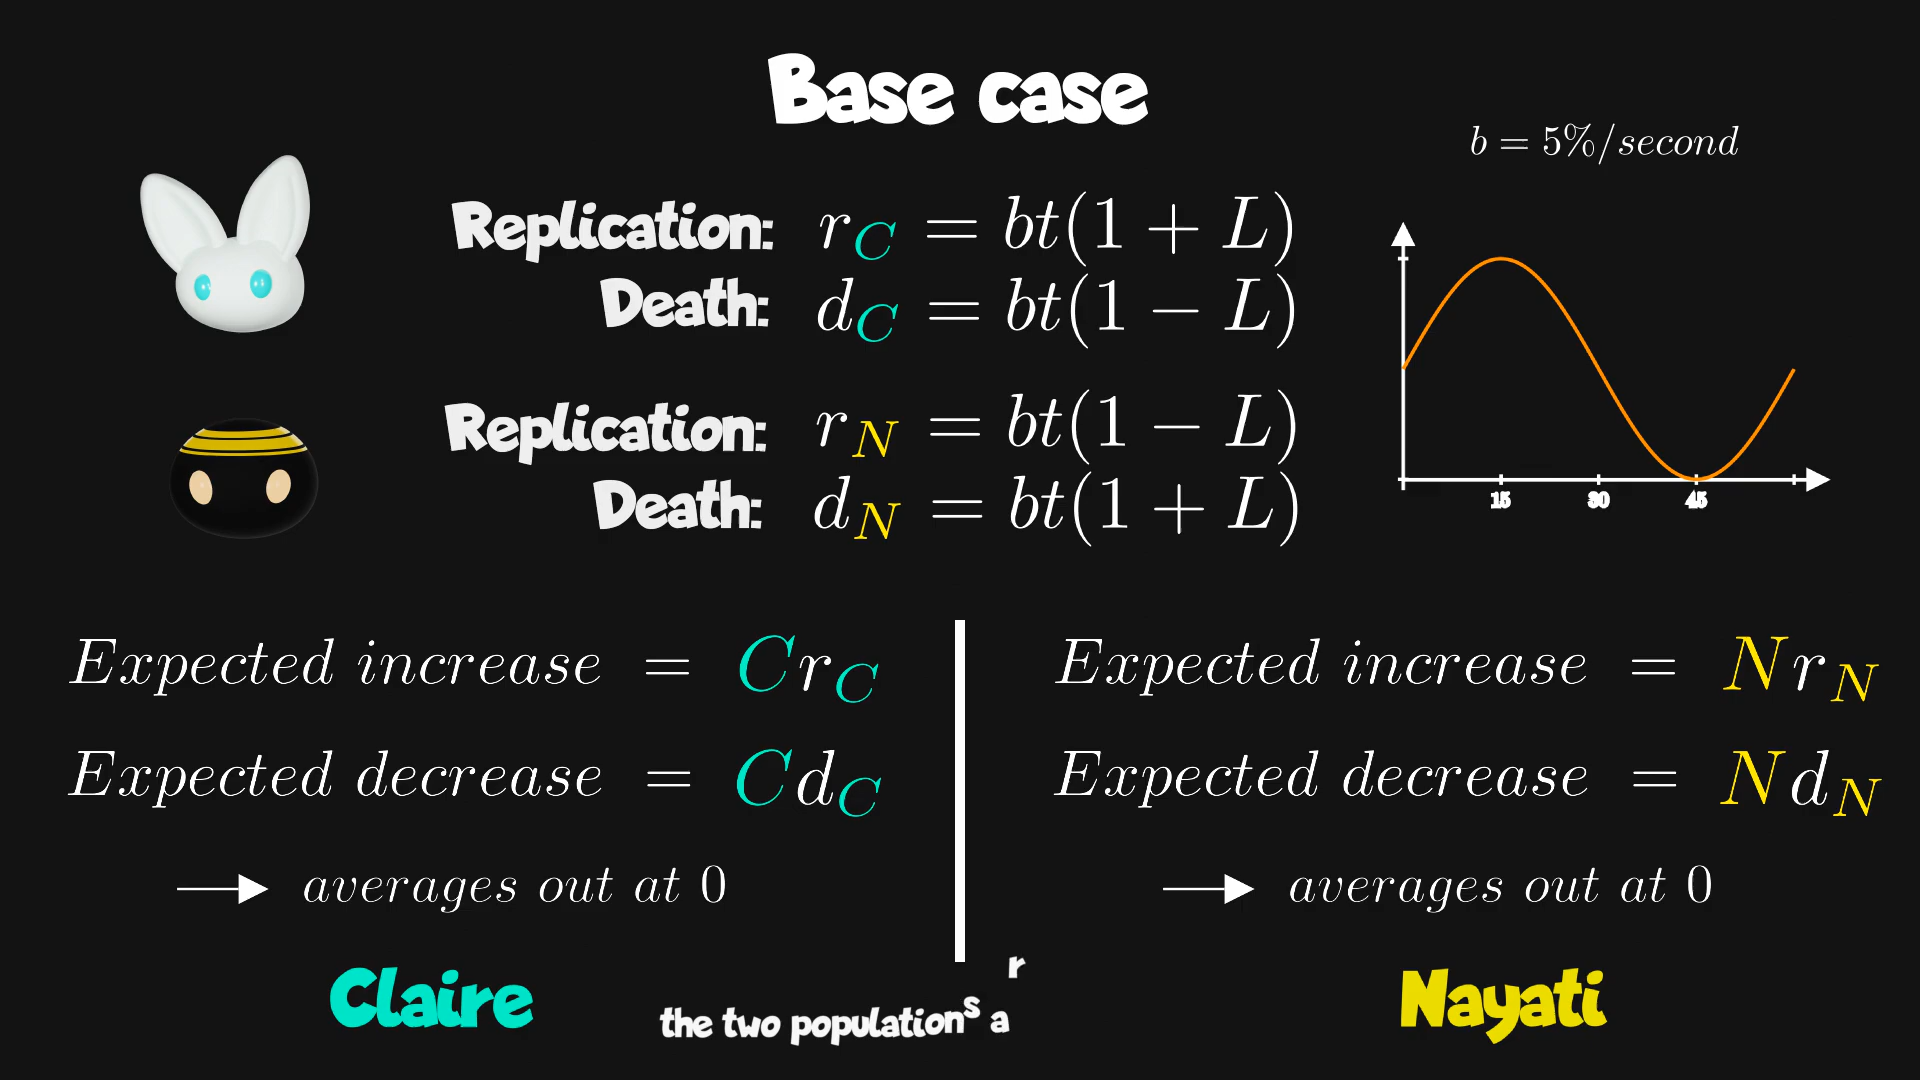 Base case
b = 5%/second
Replication: r_C = bt(1 + L)
Death: d_C = bt(1 − L)
Replication: r_N = bt(1 − L)
Death: d_N = bt(1 + L)
15 30 45
Expected increase = Cr_C
Expected decrease = Cd_C
→ averages out at 0
Claire
Expected increase = Nr_N
Expected decrease = Nd_N
→ averages out at 0
Nayati
the two populations ar